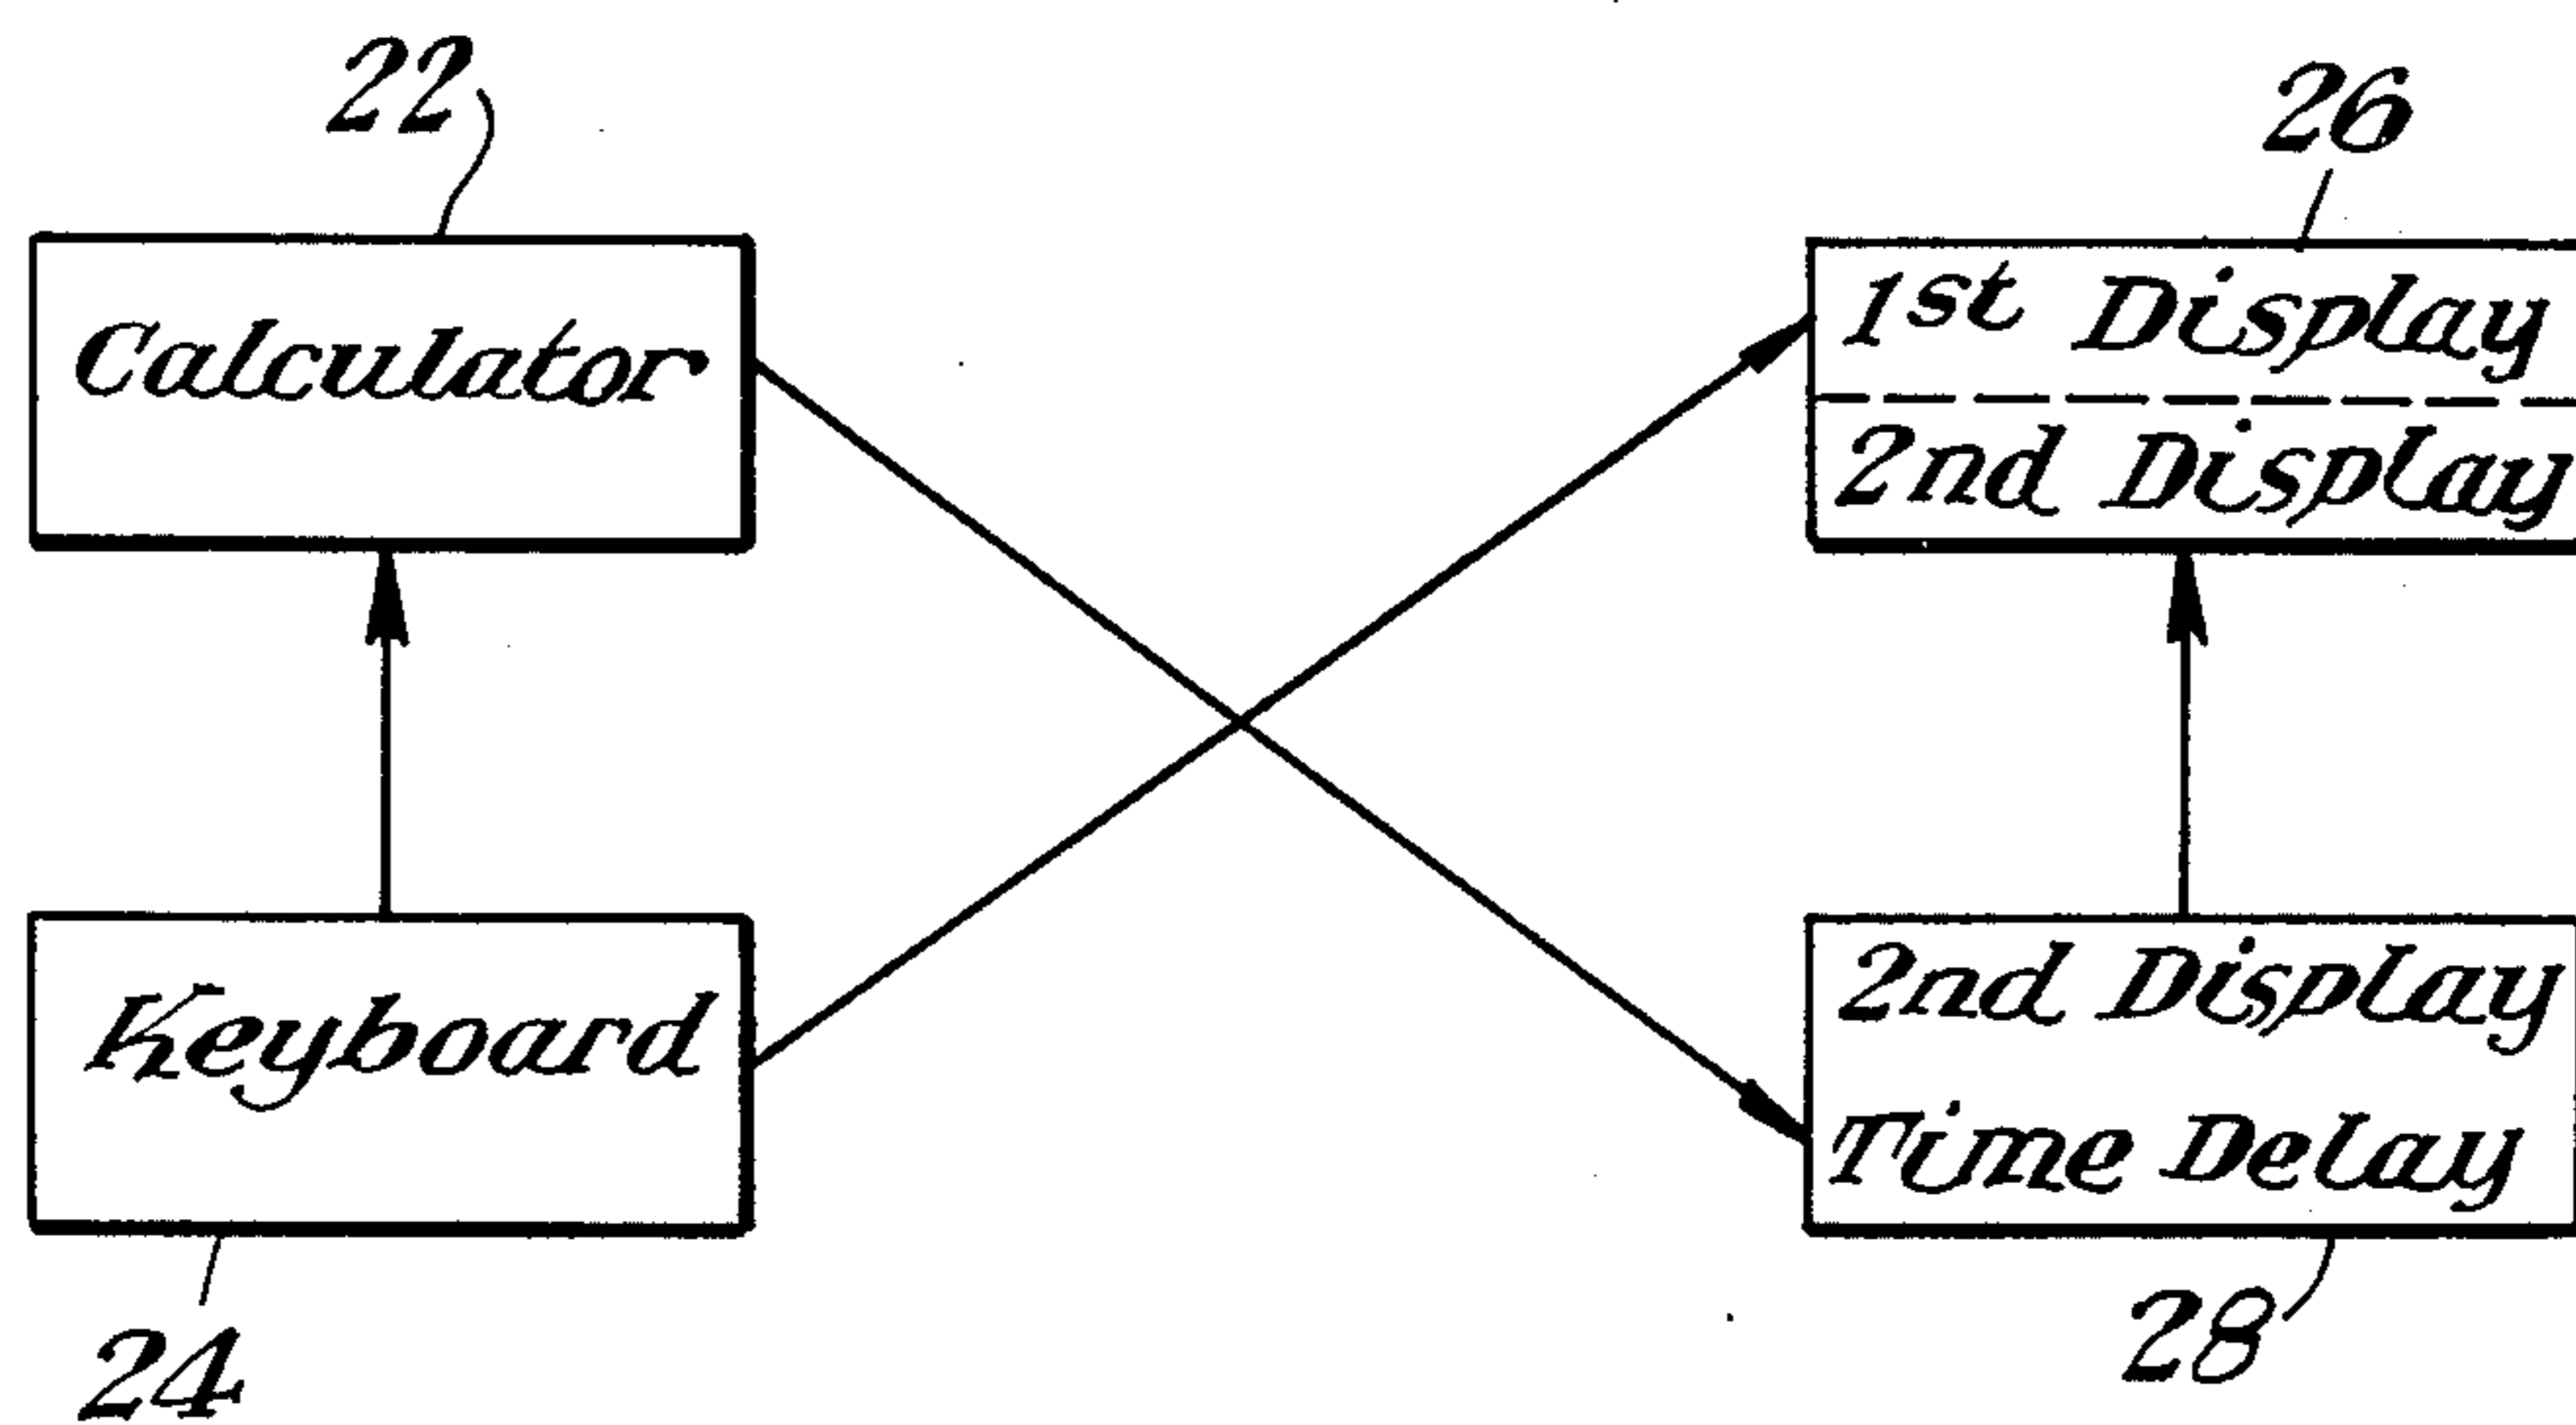 22
26
Calculator
1st Display
2nd Display
Keyboard
2nd Display
Time Delay
24
28